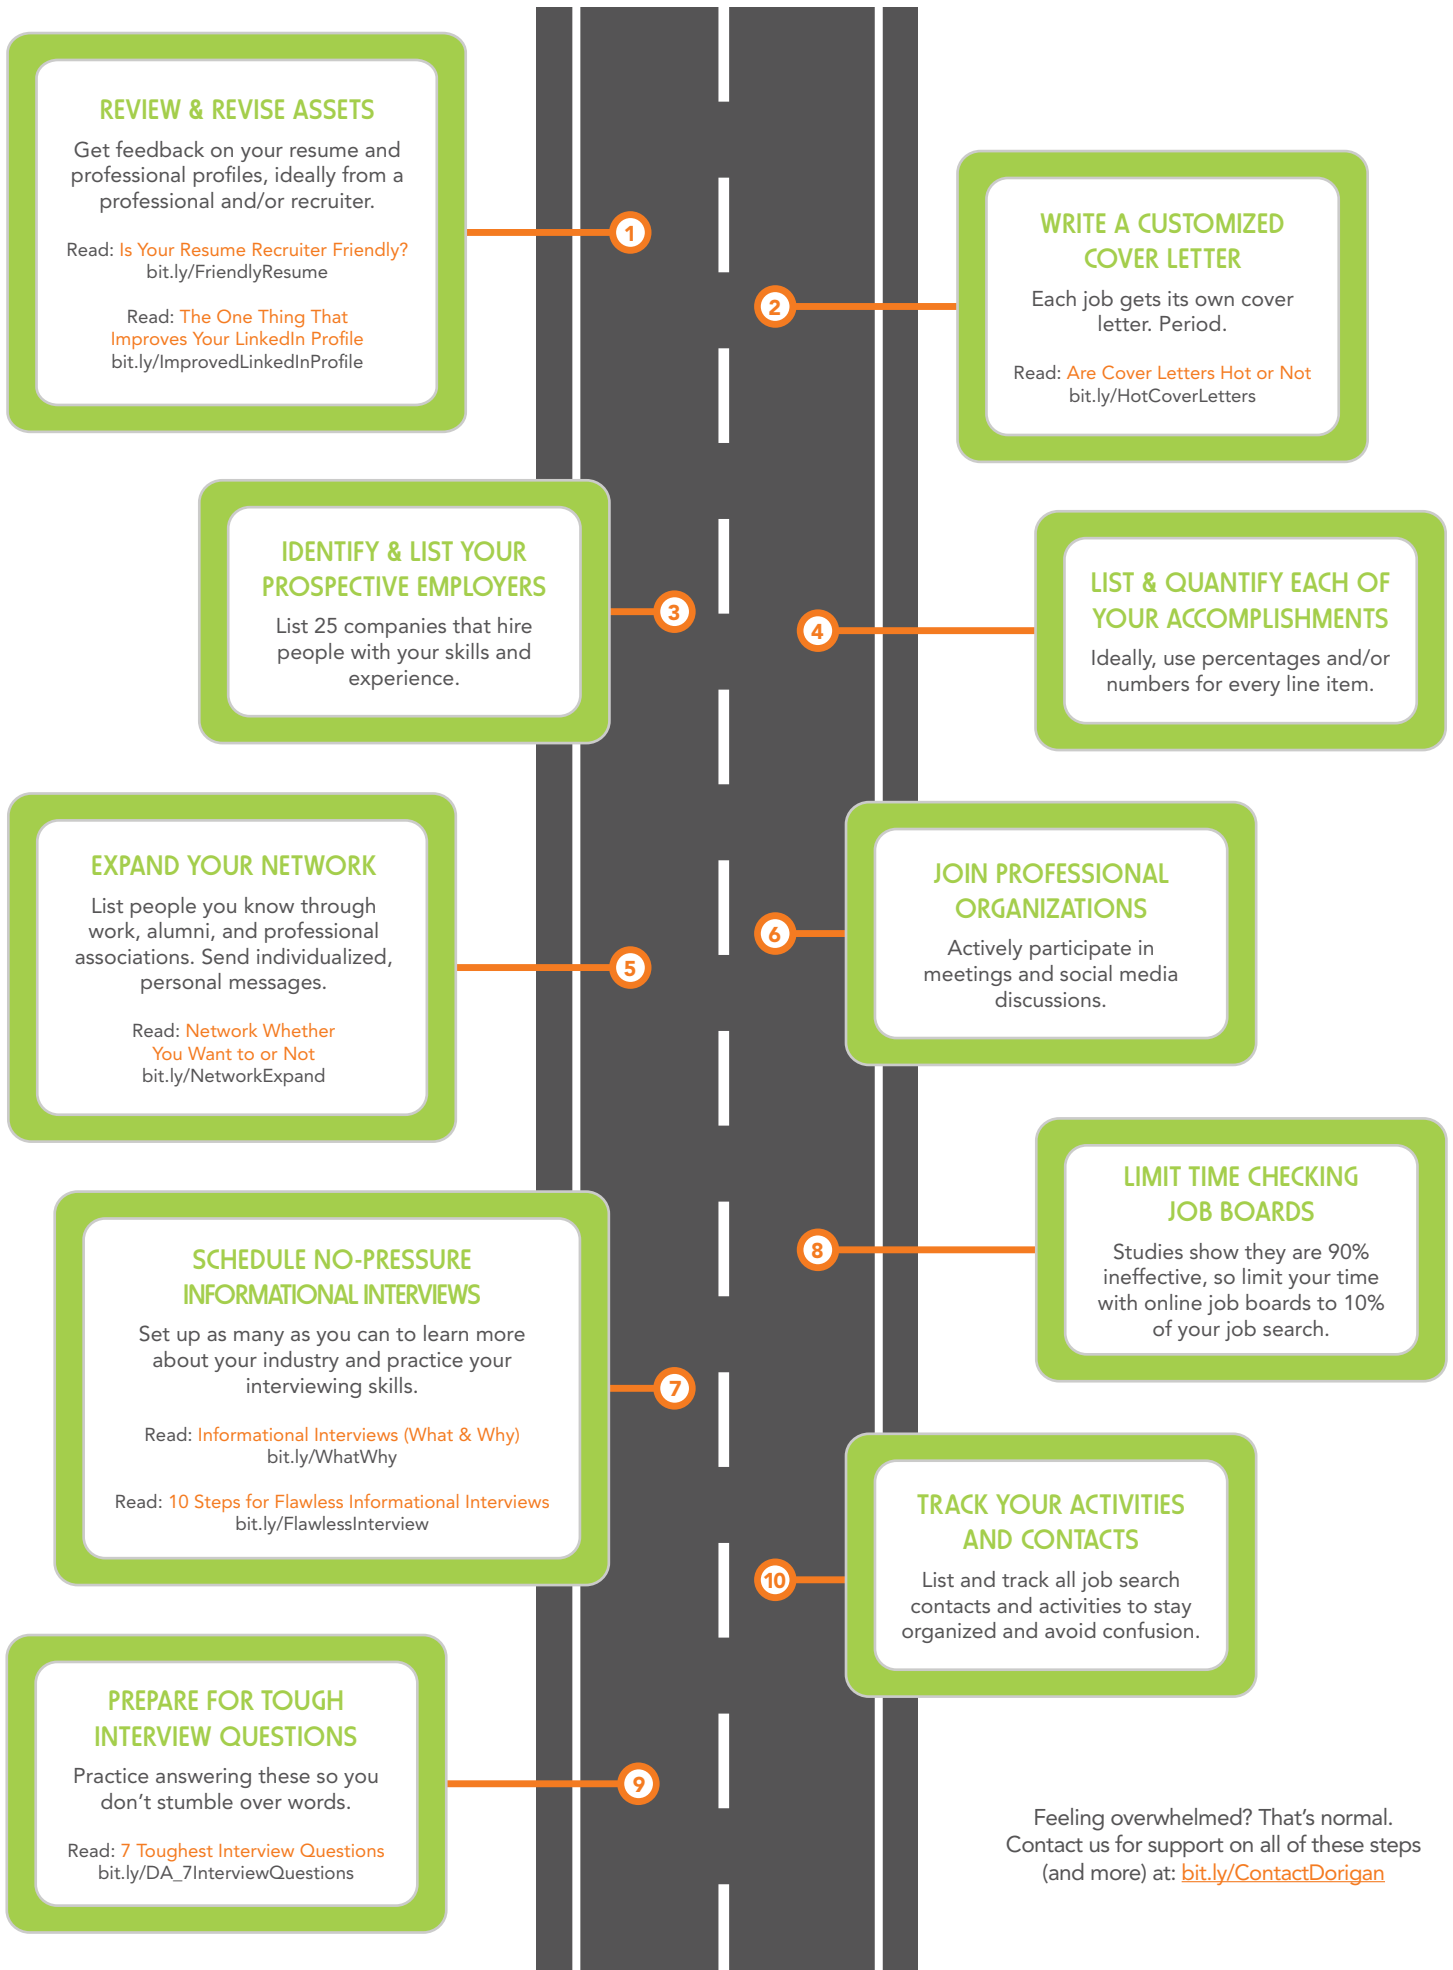 REVIEW & REVISE ASSETS
Get feedback on your resume and
professional profiles, ideally from a
professional and/or recruiter.
Read: Is Your Resume Recruiter Friendly?
bit.ly/FriendlyResume
Read: The One Thing That
Improves Your LinkedIn Profile
bit.ly/ImprovedLinkedInProfile
1
WRITE A CUSTOMIZED
COVER LETTER
Each job gets its own cover
letter. Period.
Read: Are Cover Letters Hot or Not
bit.ly/HotCoverLetters
2
IDENTIFY & LIST YOUR
PROSPECTIVE EMPLOYERS
List 25 companies that hire
people with your skills and
experience.
3
LIST & QUANTIFY EACH OF
YOUR ACCOMPLISHMENTS
Ideally, use percentages and/or
numbers for every line item.
4
EXPAND YOUR NETWORK
List people you know through
work, alumni, and professional
associations. Send individualized,
personal messages.
Read: Network Whether
You Want to or Not
bit.ly/NetworkExpand
5
JOIN PROFESSIONAL
ORGANIZATIONS
Actively participate in
meetings and social media
discussions.
6
SCHEDULE NO-PRESSURE
INFORMATIONAL INTERVIEWS
Set up as many as you can to learn more
about your industry and practice your
interviewing skills.
Read: Informational Interviews (What & Why)
bit.ly/WhatWhy
Read: 10 Steps for Flawless Informational Interviews
bit.ly/FlawlessInterview
7
LIMIT TIME CHECKING
JOB BOARDS
Studies show they are 90%
ineffective, so limit your time
with online job boards to 10%
of your job search.
8
PREPARE FOR TOUGH
INTERVIEW QUESTIONS
Practice answering these so you
don't stumble over words.
Read: 7 Toughest Interview Questions
bit.ly/DA_7InterviewQuestions
9
TRACK YOUR ACTIVITIES
AND CONTACTS
List and track all job search
contacts and activities to stay
organized and avoid confusion.
10
Feeling overwhelmed? That's normal.
Contact us for support on all of these steps
(and more) at: bit.ly/ContactDorigan